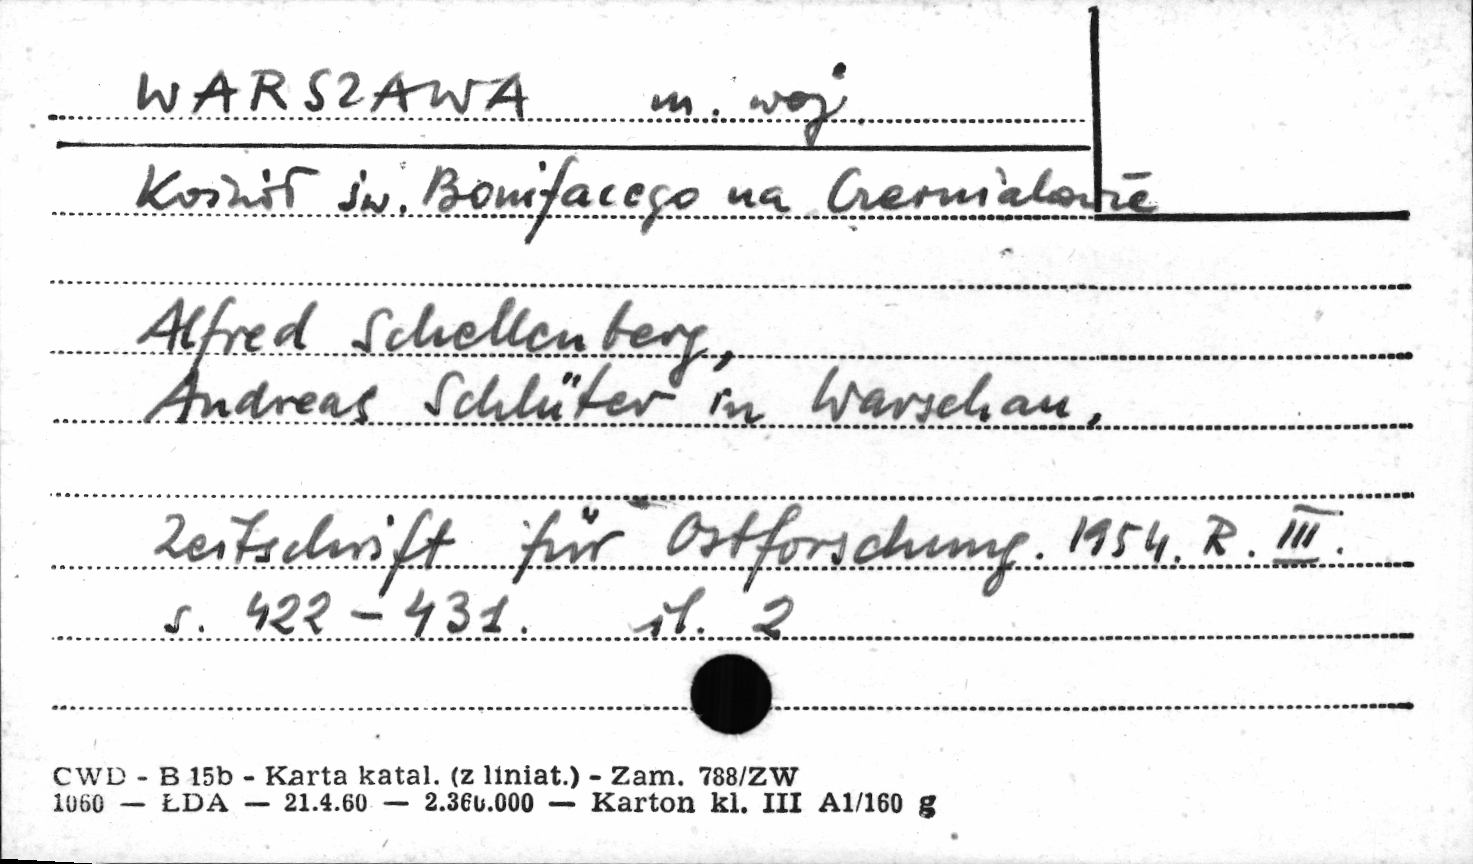 WARSZAWA m. woj.
Kościół św. Bonifacego na Czerniakowie
Alfred Schellenberg,
Andreas Schlüter in Warschau,
Zeitschrift für Ostforschung. 1954. R. III.
s. 422-431. il. 2
CWD - B 15b - Karta katal. (z liniat.) - Zam. 788/ZW
1060 — ŁDA — 21.4.60 — 2.360.000 — Karton kl. III A1/160 g